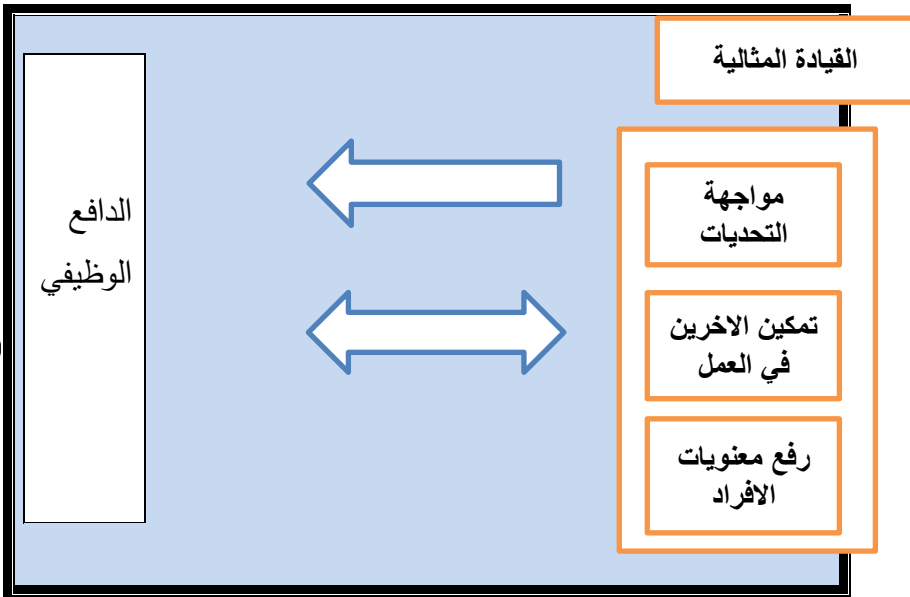 القيادة المثالية
مواجهة
التحديات
تمكين الاخرين
في العمل
رفع معنويات
الافراد
الدافع
الوظيفي